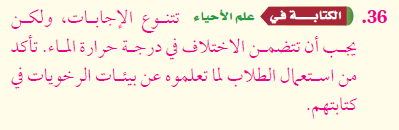 36. الكتابة في علم الأحياء تتنوع الإجابات، ولكن
يجب أن تتضمن الاختلاف في درجة حرارة الماء. تأكد
من استعمال الطلاب لما تعلموه عن بيئات الرخويات في
كتابتهم.